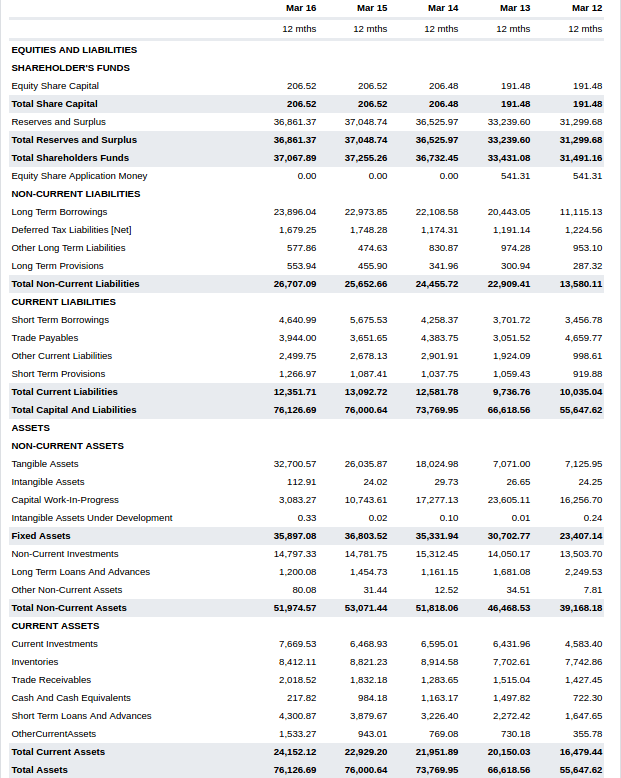 Mar 16 Mar 15 Mar 14 Mar 13 Mar 12
12 mths 12 mths 12 mths 12 mths 12 mths
EQUITIES AND LIABILITIES
SHAREHOLDER'S FUNDS
Equity Share Capital 206.52 206.52 206.48 191.48 191.48
Total Share Capital 206.52 206.52 206.48 191.48 191.48
Reserves and Surplus 36,861.37 37,048.74 36,525.97 33,239.60 31,299.68
Total Reserves and Surplus 36,861.37 37,048.74 36,525.97 33,239.60 31,299.68
Total Shareholders Funds 37,067.89 37,255.26 36,732.45 33,431.08 31,491.16
Equity Share Application Money 0.00 0.00 0.00 541.31 541.31
NON-CURRENT LIABILITIES
Long Term Borrowings 23,896.04 22,973.85 22,108.58 20,443.05 11,115.13
Deferred Tax Liabilities [Net] 1,679.25 1,748.28 1,174.31 1,191.14 1,224.56
Other Long Term Liabilities 577.86 474.63 830.87 974.28 953.10
Long Term Provisions 553.94 455.90 341.96 300.94 287.32
Total Non-Current Liabilities 26,707.09 25,652.66 24,455.72 22,909.41 13,580.11
CURRENT LIABILITIES
Short Term Borrowings 4,640.99 5,675.53 4,258.37 3,701.72 3,456.78
Trade Payables 3,944.00 3,651.65 4,383.75 3,051.52 4,659.77
Other Current Liabilities 2,499.75 2,678.13 2,901.91 1,924.09 998.61
Short Term Provisions 1,266.97 1,087.41 1,037.75 1,059.43 919.88
Total Current Liabilities 12,351.71 13,092.72 12,581.78 9,736.76 10,035.04
Total Capital And Liabilities 76,126.69 76,000.64 73,769.95 66,618.56 55,647.62
ASSETS
NON-CURRENT ASSETS
Tangible Assets 32,700.57 26,035.87 18,024.98 7,071.00 7,125.95
Intangible Assets 112.91 24.02 29.73 26.65 24.25
Capital Work-In-Progress 3,083.27 10,743.61 17,277.13 23,605.11 16,256.70
Intangible Assets Under Development 0.33 0.02 0.10 0.01 0.24
Fixed Assets 35,897.08 36,803.52 35,331.94 30,702.77 23,407.14
Non-Current Investments 14,797.33 14,781.75 15,312.45 14,050.17 13,503.70
Long Term Loans And Advances 1,200.08 1,454.73 1,161.15 1,681.08 2,249.53
Other Non-Current Assets 80.08 31.44 12.52 34.51 7.81
Total Non-Current Assets 51,974.57 53,071.44 51,818.06 46,468.53 39,168.18
CURRENT ASSETS
Current Investments 7,669.53 6,468.93 6,595.01 6,431.96 4,583.40
Inventories 8,412.11 8,821.23 8,914.58 7,702.61 7,742.86
Trade Receivables 2,018.52 1,832.18 1,283.65 1,515.04 1,427.45
Cash And Cash Equivalents 217.82 984.18 1,163.17 1,497.82 722.30
Short Term Loans And Advances 4,300.87 3,879.67 3,226.40 2,272.42 1,647.65
OtherCurrentAssets 1,533.27 943.01 769.08 730.18 355.78
Total Current Assets 24,152.12 22,929.20 21,951.89 20,150.03 16,479.44
Total Assets 76,126.69 76,000.64 73,769.95 66,618.56 55,647.62